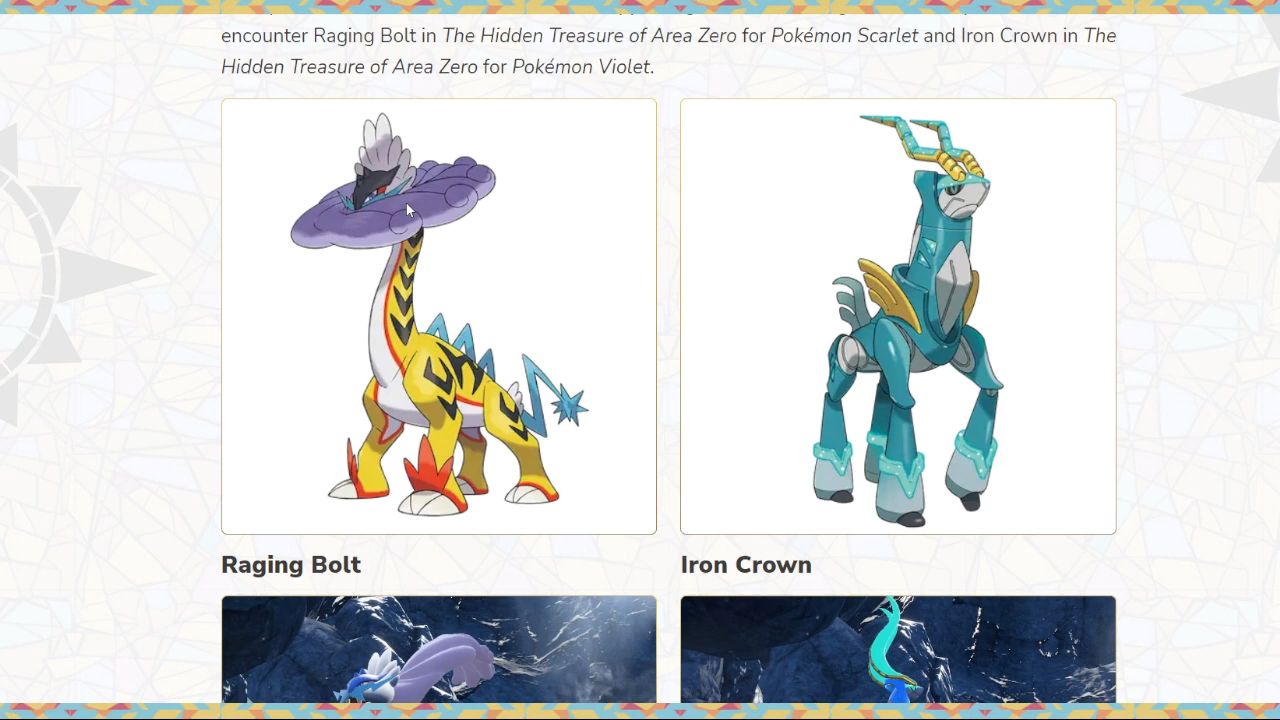 encounter Raging Bolt in The Hidden Treasure of Area Zero for Pokémon Scarlet and Iron Crown in The
Hidden Treasure of Area Zero for Pokémon Violet.
Raging Bolt
Iron Crown